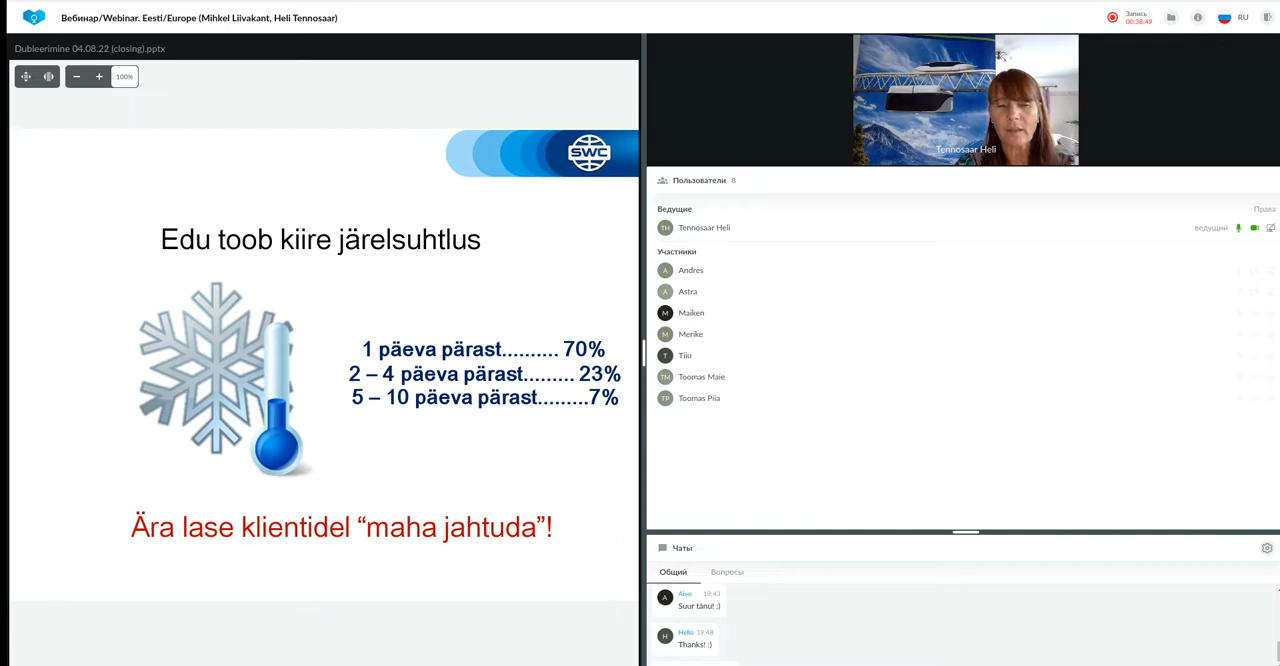 Вебинар/Webinar. Eesti/Europe (Mihkel Liivakant, Heli Tennosaar)
Запись
00:38:49
RU
Dubleerimine 04.08.22 (closing).pptx
100%
SWC
Edu toob kiire järelsuhtlus
1 päeva pärast.......... 70%
2 – 4 päeva pärast......... 23%
5 – 10 päeva pärast.........7%
Ära lase klientidel “maha jahtuda”!
Tennosaar Heli
Пользователи 8
Ведущие Права
TH Tennosaar Heli ведущий
Участники
A Andres
A Astra
M Maiken
M Merike
T Tiiu
TM Toomas Maie
TP Toomas Piia
Чаты
Общий Вопросы
A Aivo 19:43
Suur tänu! :)
H Hello 19:48
Thanks! :)